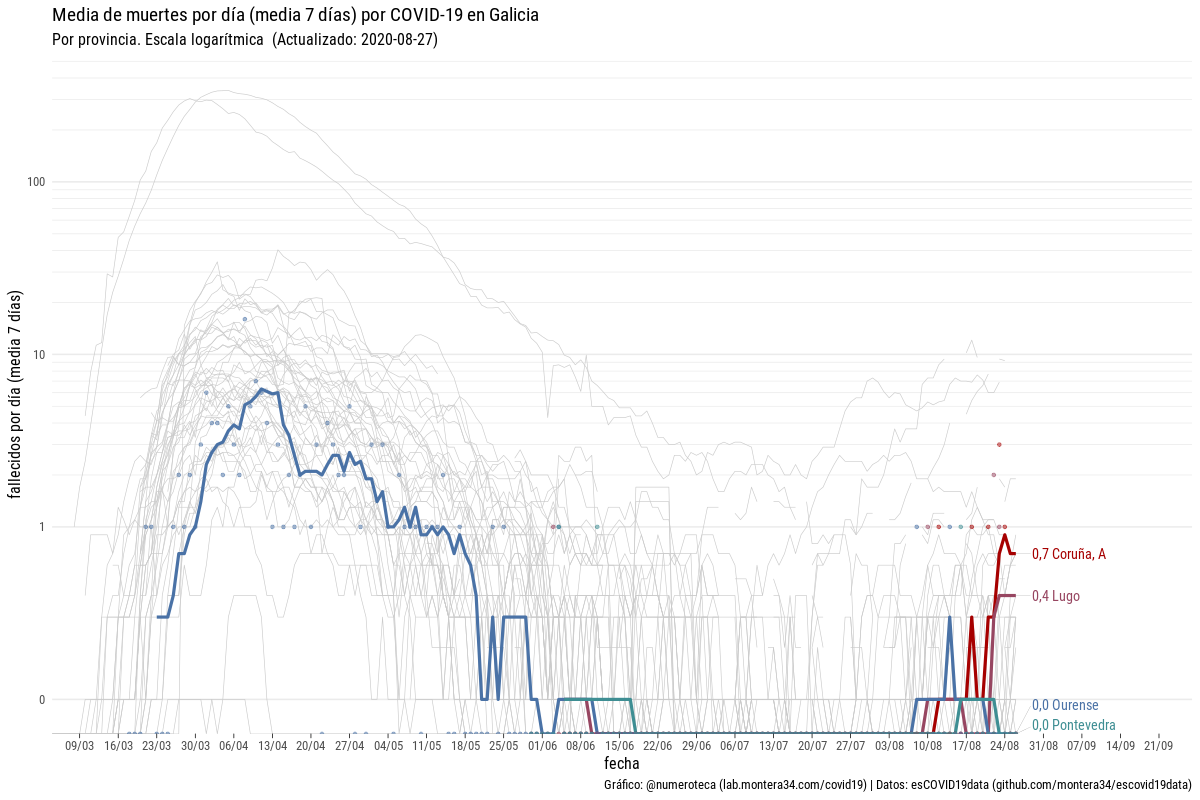 Media de muertes por día (media 7 días) por COVID-19 en Galicia
Por provincia. Escala logarítmica (Actualizado: 2020-08-27)
fallecidos por día (media 7 días)
100
10
1
0
0,7 Coruña, A
0,4 Lugo
0,0 Ourense
0,0 Pontevedra
09/03 16/03 23/03 30/03 06/04 13/04 20/04 27/04 04/05 11/05 18/05 25/05 31/05 08/06 15/06 22/06 29/06 06/07 13/07 20/07 27/07 03/08 10/08 17/08 24/08 31/08 07/09 14/09 21/09
fecha
Gráfico: @numeroteca (lab.montera34.com/covid19) | Datos: esCOVID19data (github.com/montera34/escovid19data)